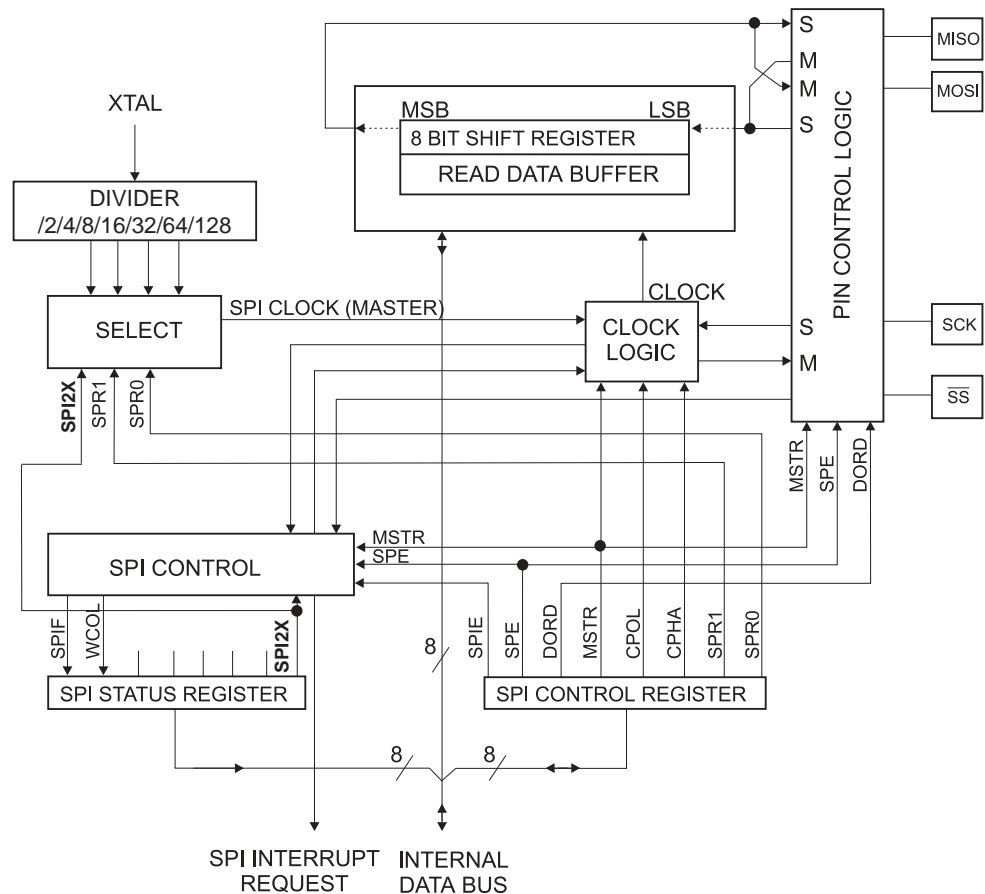 S
MISO
M
MOSI
M
S
XTAL
MSB
LSB
8 BIT SHIFT REGISTER
READ DATA BUFFER
PIN CONTROL LOGIC
DIVIDER
/2/4/8/16/32/64/128
SPI CLOCK (MASTER)
CLOCK
SELECT
CLOCK
LOGIC
S
M
SCK
SS
SPI2X
SPR1
SPR0
MSTR
SPE
DORD
MSTR
SPE
SPI CONTROL
SPIF
WCOL
SPI2X
SPIE
SPE
DORD
MSTR
CPOL
CPHA
SPR1
SPR0
8
SPI STATUS REGISTER
SPI CONTROL REGISTER
8
8
SPI INTERRUPT
REQUEST
INTERNAL
DATA BUS